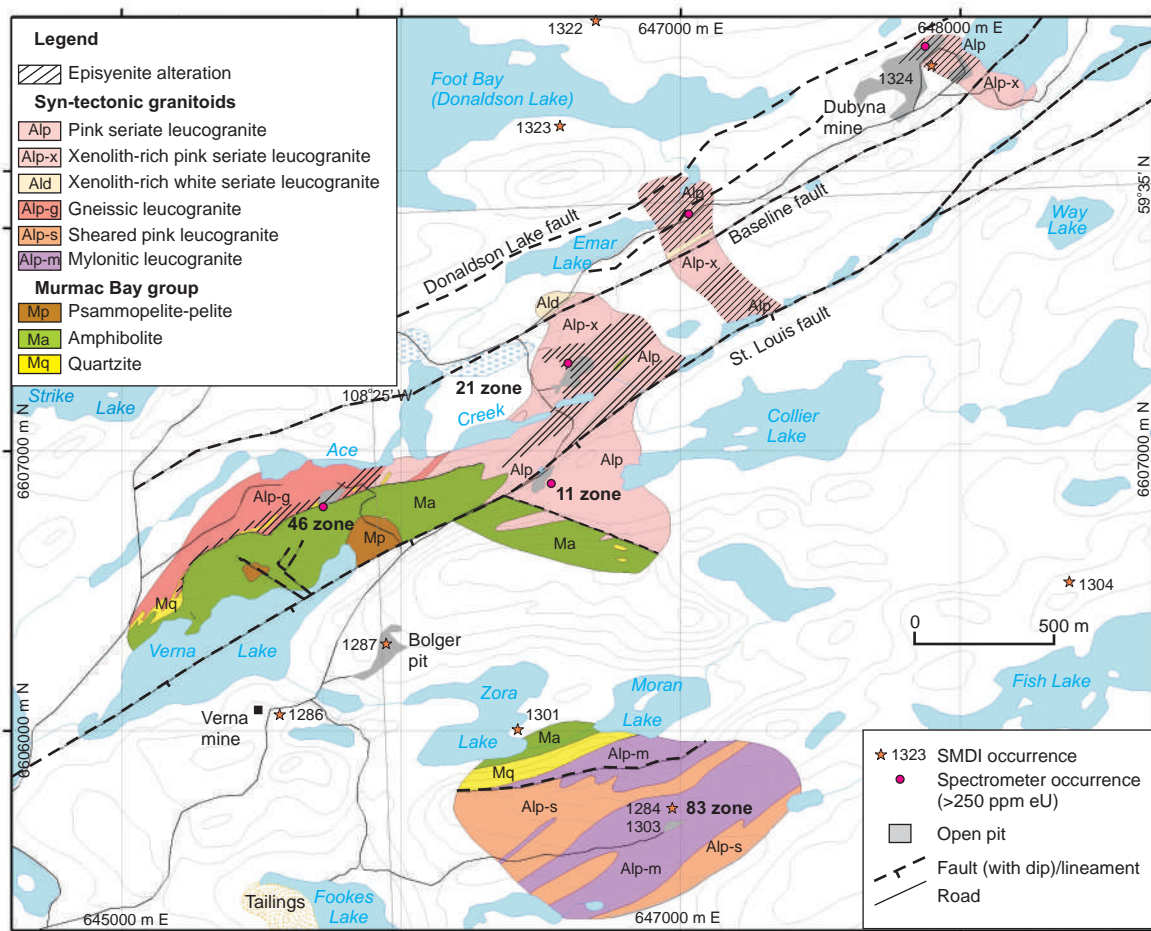 Legend
Episyenite alteration
Syn-tectonic granitoids
Alp Pink seriate leucogranite
Alp-x Xenolith-rich pink seriate leucogranite
Ald Xenolith-rich white seriate leucogranite
Alp-g Gneissic leucogranite
Alp-s Sheared pink leucogranite
Alp-m Mylonitic leucogranite
Murmac Bay group
Mp Psammopelite-pelite
Ma Amphibolite
Mq Quartzite
1322
647000 m E
648000 m E
Foot Bay
(Donaldson Lake)
1323
1324
Alp
Alp-x
Dubyna
mine
59°35' N
Way
Lake
Alp
Donaldson Lake fault
Emar
Lake
Baseline fault
Alp-x
Ald
Alp
Alp-x
St. Louis fault
Alp
21 zone
108°25' W
Strike
Lake
Creek
Collier
Lake
6607000 m N
6607000 m N
Ace
Alp
Alp
Alp-g
Ma
11 zone
46 zone
Mp
Ma
Mq
1304
0 500 m
Verna Lake
1287
Bolger
pit
Zora
Lake
Moran
Lake
Fish Lake
6606000 m N
Verna
mine
1286
1301
Ma
Alp-m
Mq
Alp-s
1284
83 zone
1303
Alp-s
Alp-m
Tailings
Fookes
Lake
645000 m E
647000 m E
1323 SMDI occurrence
Spectrometer occurrence
(>250 ppm eU)
Open pit
Fault (with dip)/lineament
Road